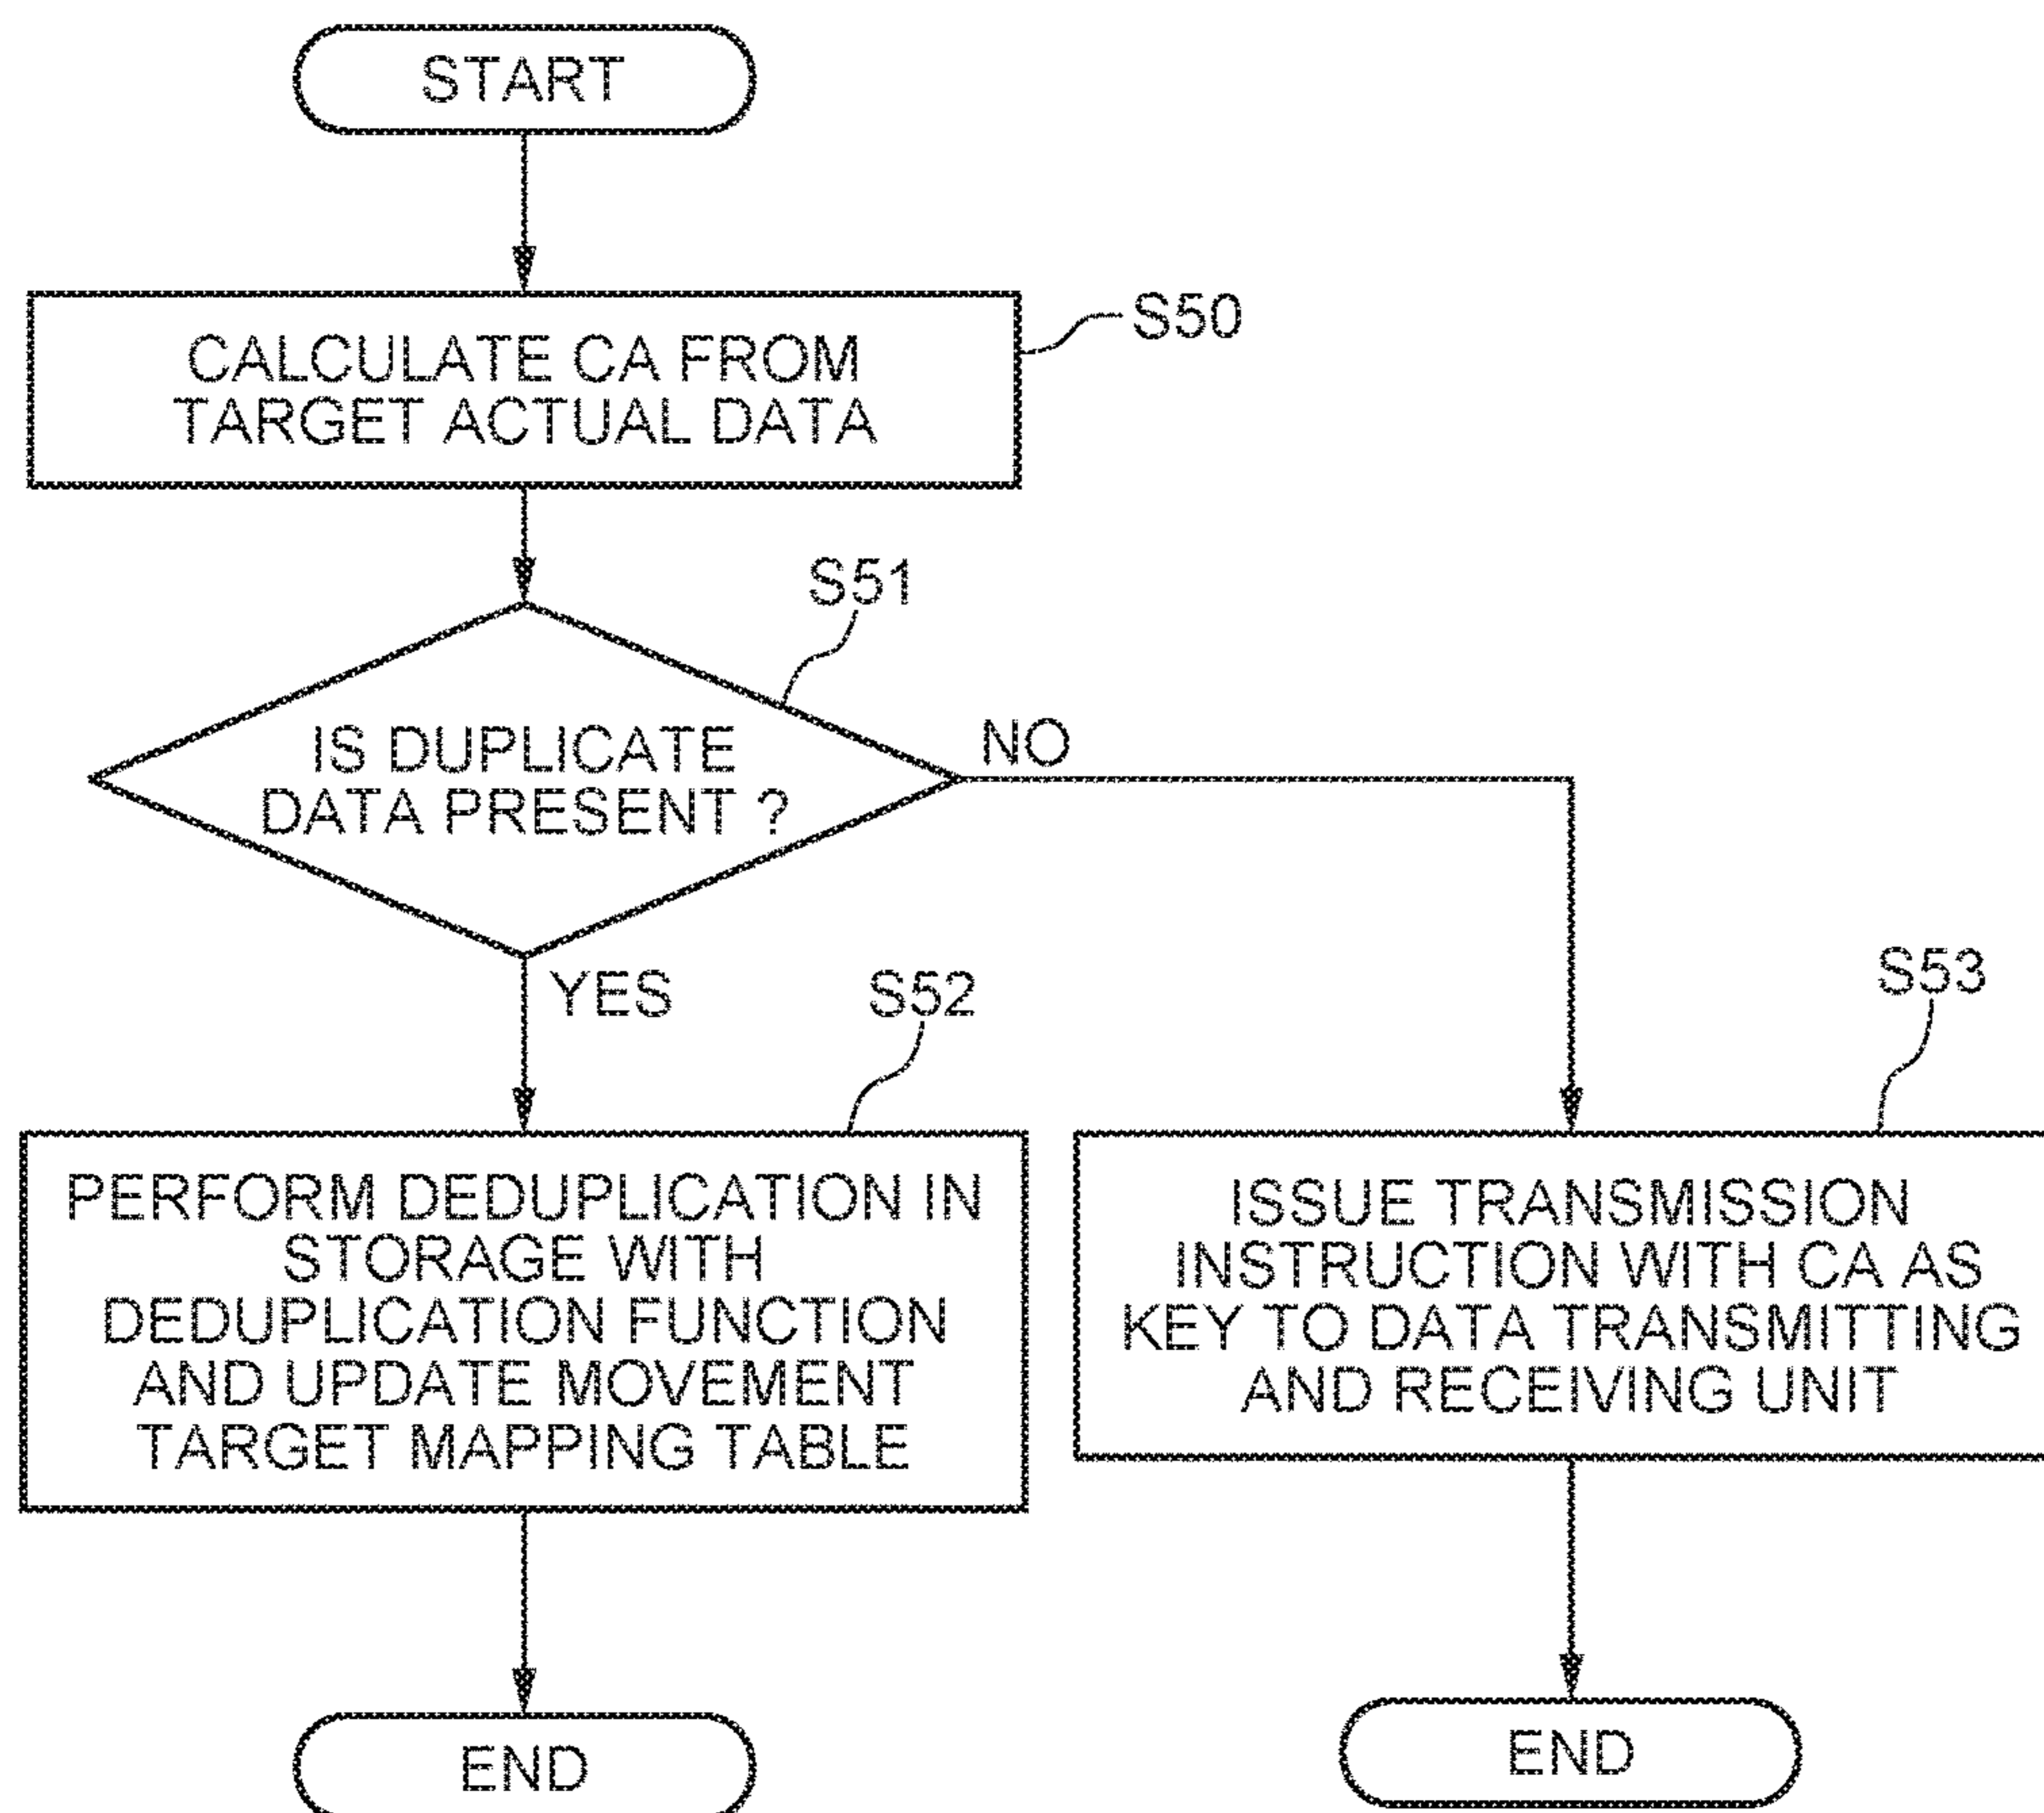 START
CALCULATE CA FROM
TARGET ACTUAL DATA
S50
S51
IS DUPLICATE
DATA PRESENT ?
NO
YES
S52
S53
PERFORM DEDUPLICATION IN
STORAGE WITH
DEDUPLICATION FUNCTION
AND UPDATE MOVEMENT
TARGET MAPPING TABLE
ISSUE TRANSMISSION
INSTRUCTION WITH CA AS
KEY TO DATA TRANSMITTING
AND RECEIVING UNIT
END
END